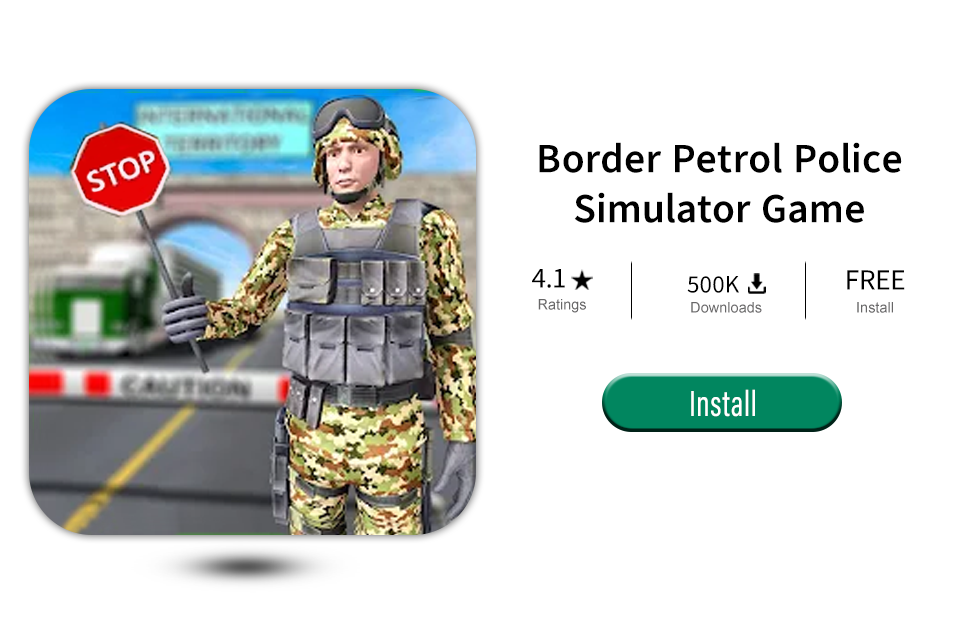 INTERNATIONAL
TERRITORY
STOP
CAUTION
Border Petrol Police
Simulator Game
4.1★
Ratings
500K
Downloads
FREE
Install
Install